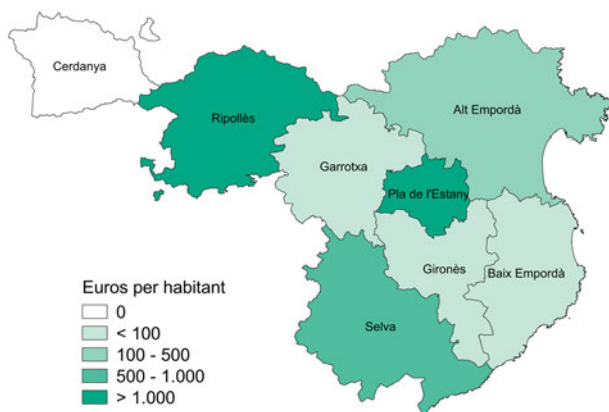 Cerdanya
Ripollès
Alt Empordà
Garrotxa
Pla de l'Estany
Gironès
Baix Empordà
Selva
Euros per habitant
0
< 100
100 - 500
500 - 1.000
> 1.000